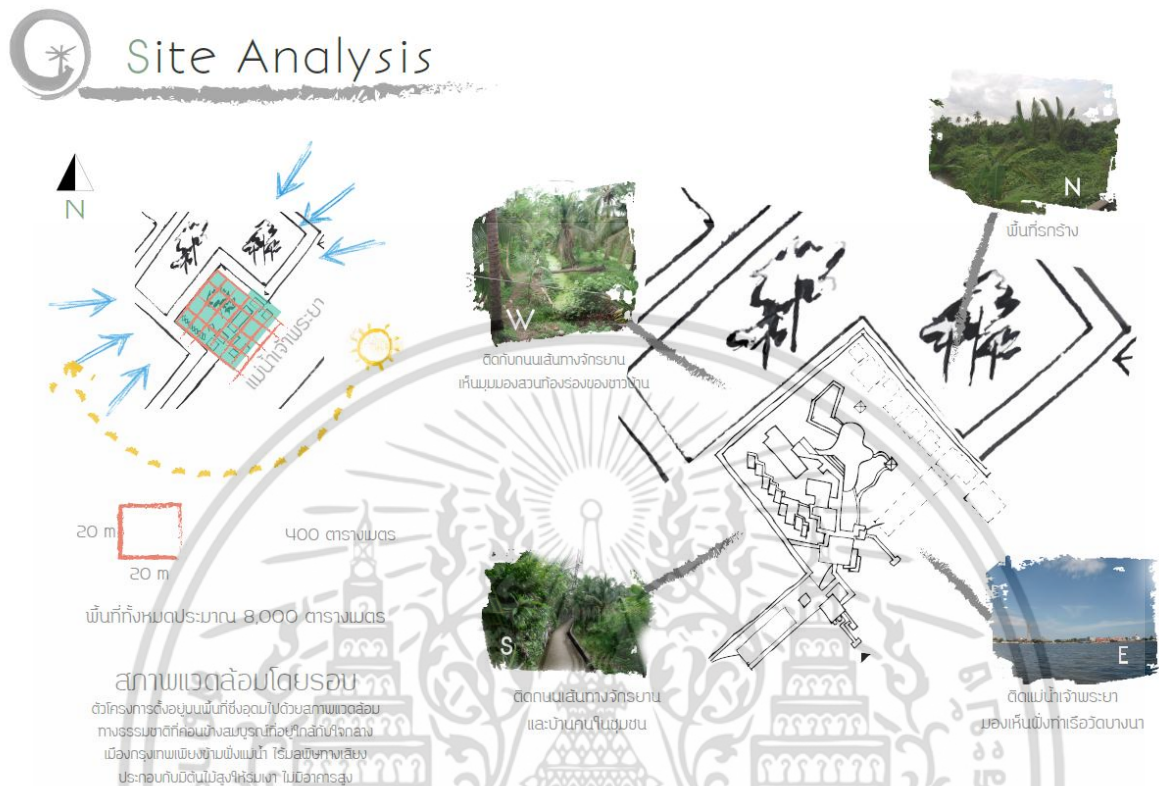 Site Analysis
N
แม่น้ำเจ้าพระยา
20 m
20 m
400 ตารางเมตร
พื้นที่ทั้งหมดประมาณ 8,000 ตารางเมตร
สภาพแวดล้อมโดยรอบ
ตัวโครงการตั้งอยู่บนพื้นที่ซึ่งอุดมไปด้วยสภาพแวดล้อม
ทางธรรมชาติที่ค่อนข้างสมบูรณ์ที่อยู่ใกล้กับใจกลาง
เมืองกรุงเทพเพียงข้ามฝั่งแม่น้ำ ไร้มลพิษทางเสียง
ประกอบกับมีต้นไม้สูงให้ร่มเงา ไม่มีอาคารสูง
W
ติดกับถนนเส้นทางจักรยาน
เห็นมุมมองสวนท้องร่องของชาวบ้าน
N
พื้นที่รกร้าง
S
ติดถนนเส้นทางจักรยาน
และบ้านคนในชุมชน
E
ติดแม่น้ำเจ้าพระยา
มองเห็นฝั่งท่าเรือวัดบางนา